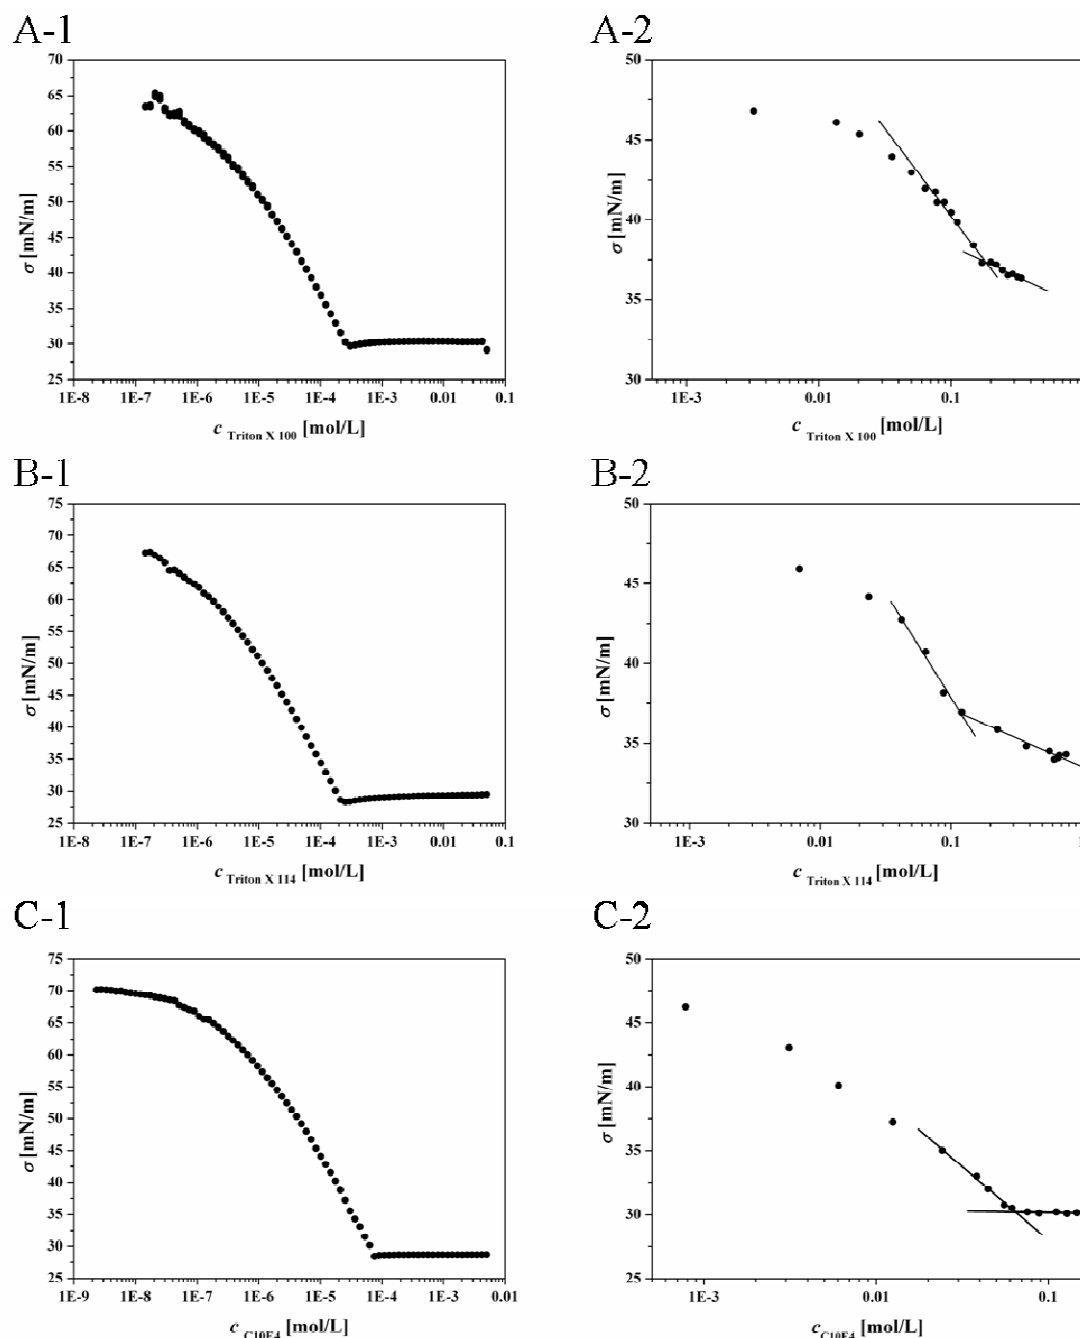 A-1
70
65
60
55
50
45
40
35
30
25
σ [mN/m]
1E-8 1E-7 1E-6 1E-5 1E-4 1E-3 0.01 0.1
c Triton X 100 [mol/L]
A-2
50
45
40
35
30
σ [mN/m]
1E-3 0.01 0.1
c Triton X 100 [mol/L]
B-1
75
70
65
60
55
50
45
40
35
30
25
σ [mN/m]
1E-8 1E-7 1E-6 1E-5 1E-4 1E-3 0.01 0.1
c Triton X 114 [mol/L]
B-2
50
45
40
35
30
σ [mN/m]
1E-3 0.01 0.1 1
c Triton X 114 [mol/L]
C-1
75
70
65
60
55
50
45
40
35
30
25
σ [mN/m]
1E-9 1E-8 1E-7 1E-6 1E-5 1E-4 1E-3 0.01
c C10E4 [mol/L]
C-2
50
45
40
35
30
25
σ [mN/m]
1E-3 0.01 0.1
c C10E4 [mol/L]